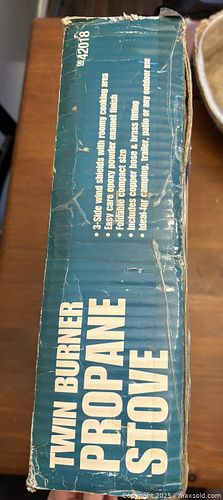 TWIN BURNER
PROPANE
STOVE
• 3-Side wind shields with roomy cooking area
• Easy care epoxy powder enamel finish
• Foldable compact size
• Includes copper hose & brass fitting
• Ideal for camping, trailer, patio or any outdoor use
42018
Copyright 2025 - maxsold.com